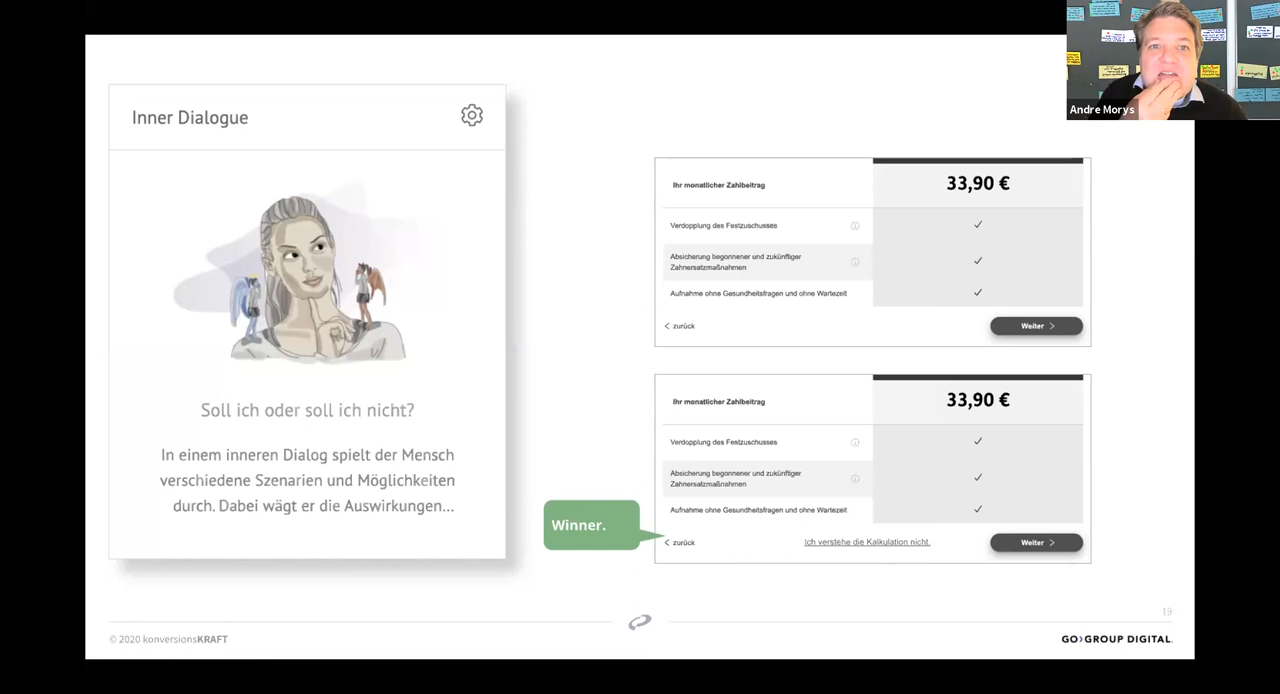 Andre Morys
Inner Dialogue
Soll ich oder soll ich nicht?
In einem inneren Dialog spielt der Mensch
verschiedene Szenarien und Möglichkeiten
durch. Dabei wägt er die Auswirkungen...
Ihr monatlicher Zahlbeitrag
33,90 €
Verdopplung des Festzuschusses
Absicherung begonnener und zukünftiger
Zahnersatzmaßnahmen
Aufnahme ohne Gesundheitsfragen und ohne Wartezeit
< zurück
Weiter >
Ihr monatlicher Zahlbeitrag
33,90 €
Verdopplung des Festzuschusses
Absicherung begonnener und zukünftiger
Zahnersatzmaßnahmen
Aufnahme ohne Gesundheitsfragen und ohne Wartezeit
Winner.
< zurück
Ich verstehe die Kalkulation nicht.
Weiter >
19
© 2020 konversionsKRAFT
GO>GROUP DIGITAL.